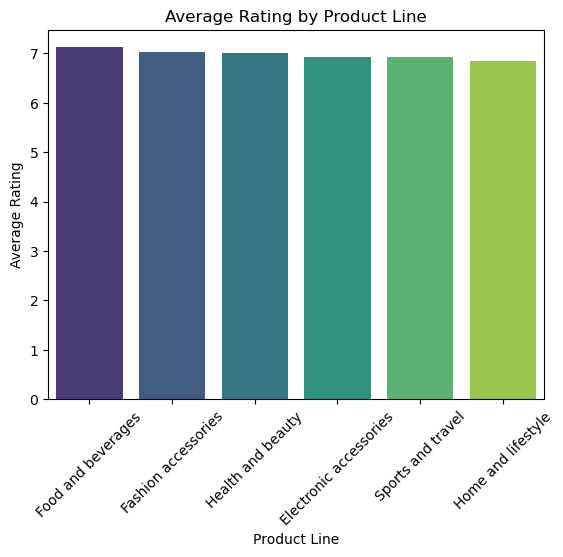 Average Rating by Product Line
Average Rating
7
6
5
4
3
2
1
0
Food and beverages
Fashion accessories
Health and beauty
Electronic accessories
Sports and travel
Home and lifestyle
Product Line